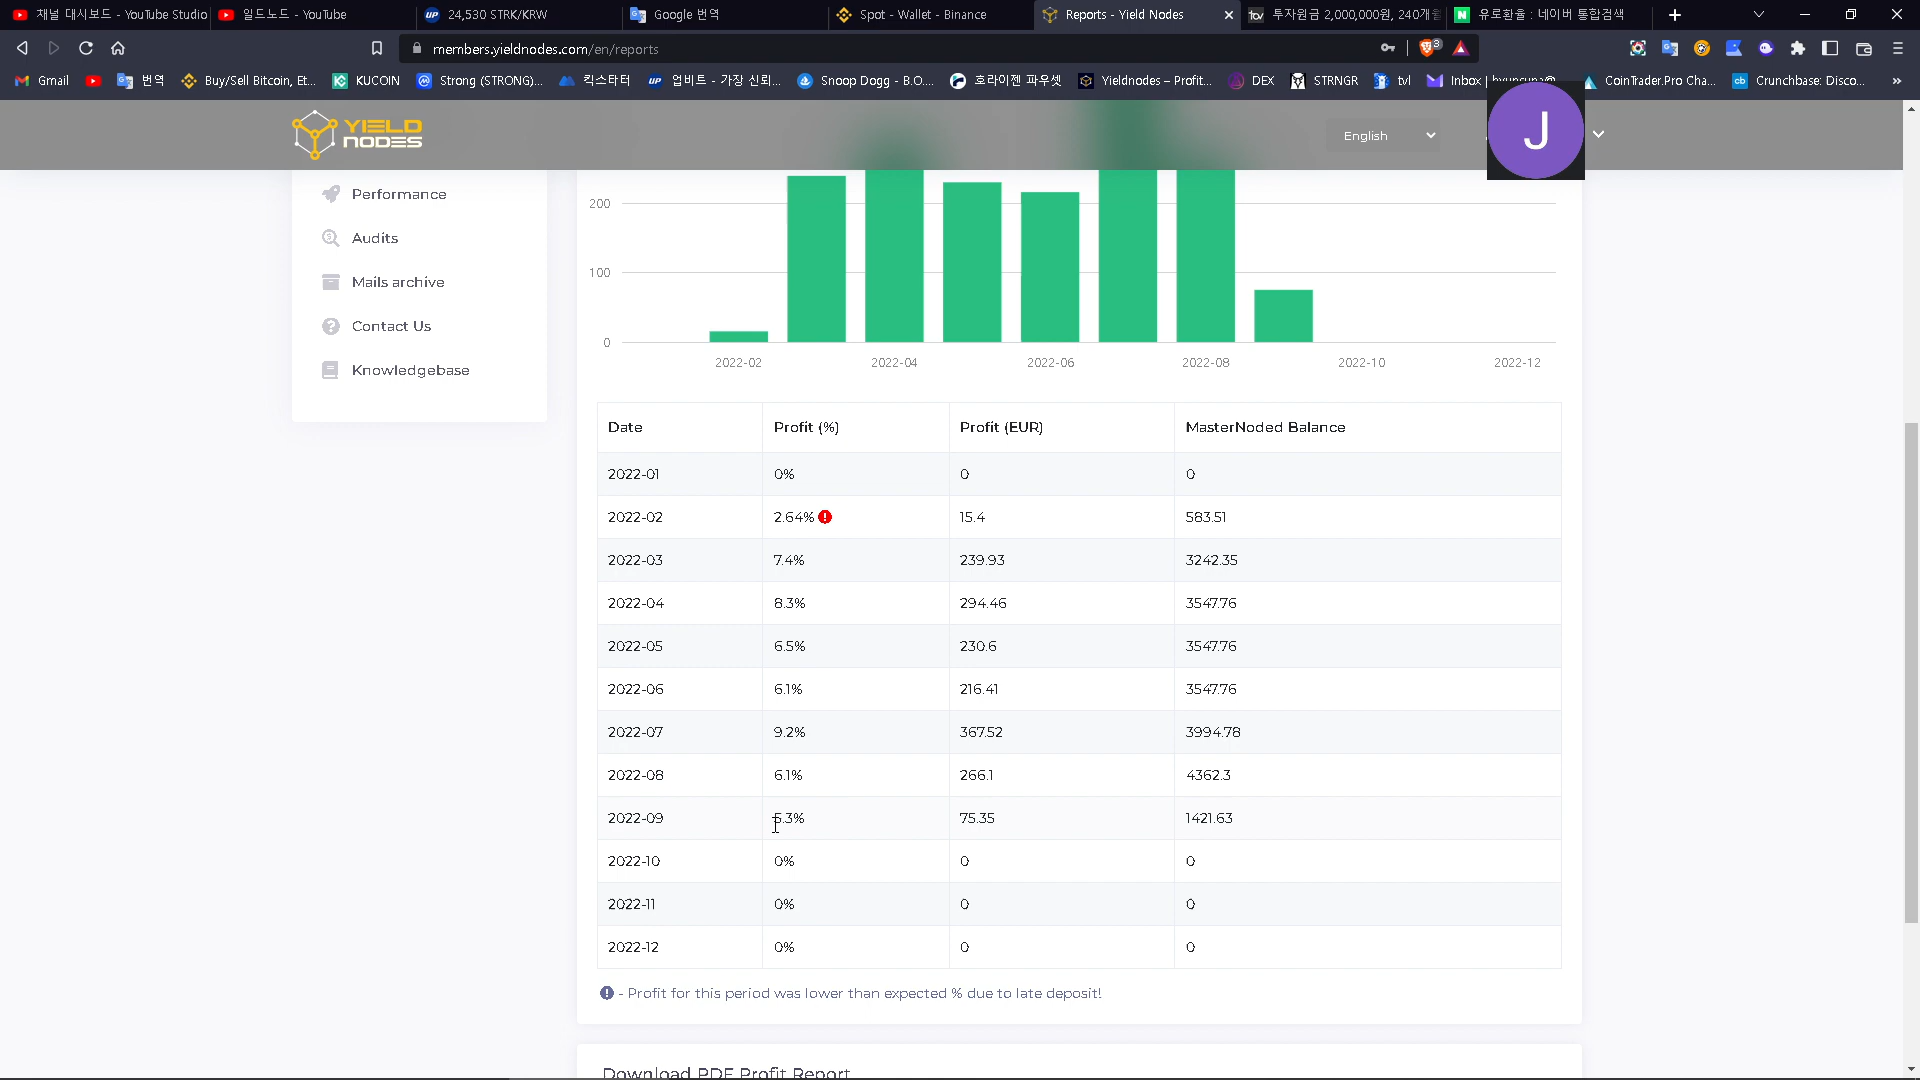 채널 대시보드 - YouTube Studio
일드노드 - YouTube
24,530 STRK/KRW
Google 번역
Spot - Wallet - Binance
Reports - Yield Nodes
투자원금 2,000,000원, 240개월
유로환율 : 네이버 통합검색
members.yieldnodes.com/en/reports
3
Gmail
번역
Buy/Sell Bitcoin, Et...
KUCOIN
Strong (STRONG)...
킥스타터
업비트 - 가장 신뢰...
Snoop Dogg - B.O....
호라이젠 파우셋
Yieldnodes – Profit...
DEX
STRNGR
tvl
Inbox |
CoinTrader.Pro Cha...
Crunchbase: Disco...
YIELD
NODES
English
J
Performance
Audits
Mails archive
Contact Us
Knowledgebase
200
100
0
2022-02 2022-04 2022-06 2022-08 2022-10 2022-12
Date Profit (%) Profit (EUR) MasterNoded Balance
2022-01 0% 0 0
2022-02 2.64% 15.4 583.51
2022-03 7.4% 239.93 3242.35
2022-04 8.3% 294.46 3547.76
2022-05 6.5% 230.6 3547.76
2022-06 6.1% 216.41 3547.76
2022-07 9.2% 367.52 3994.78
2022-08 6.1% 266.1 4362.3
2022-09 5.3% 75.35 1421.63
2022-10 0% 0 0
2022-11 0% 0 0
2022-12 0% 0 0
- Profit for this period was lower than expected % due to late deposit!
Download PDF Profit Report